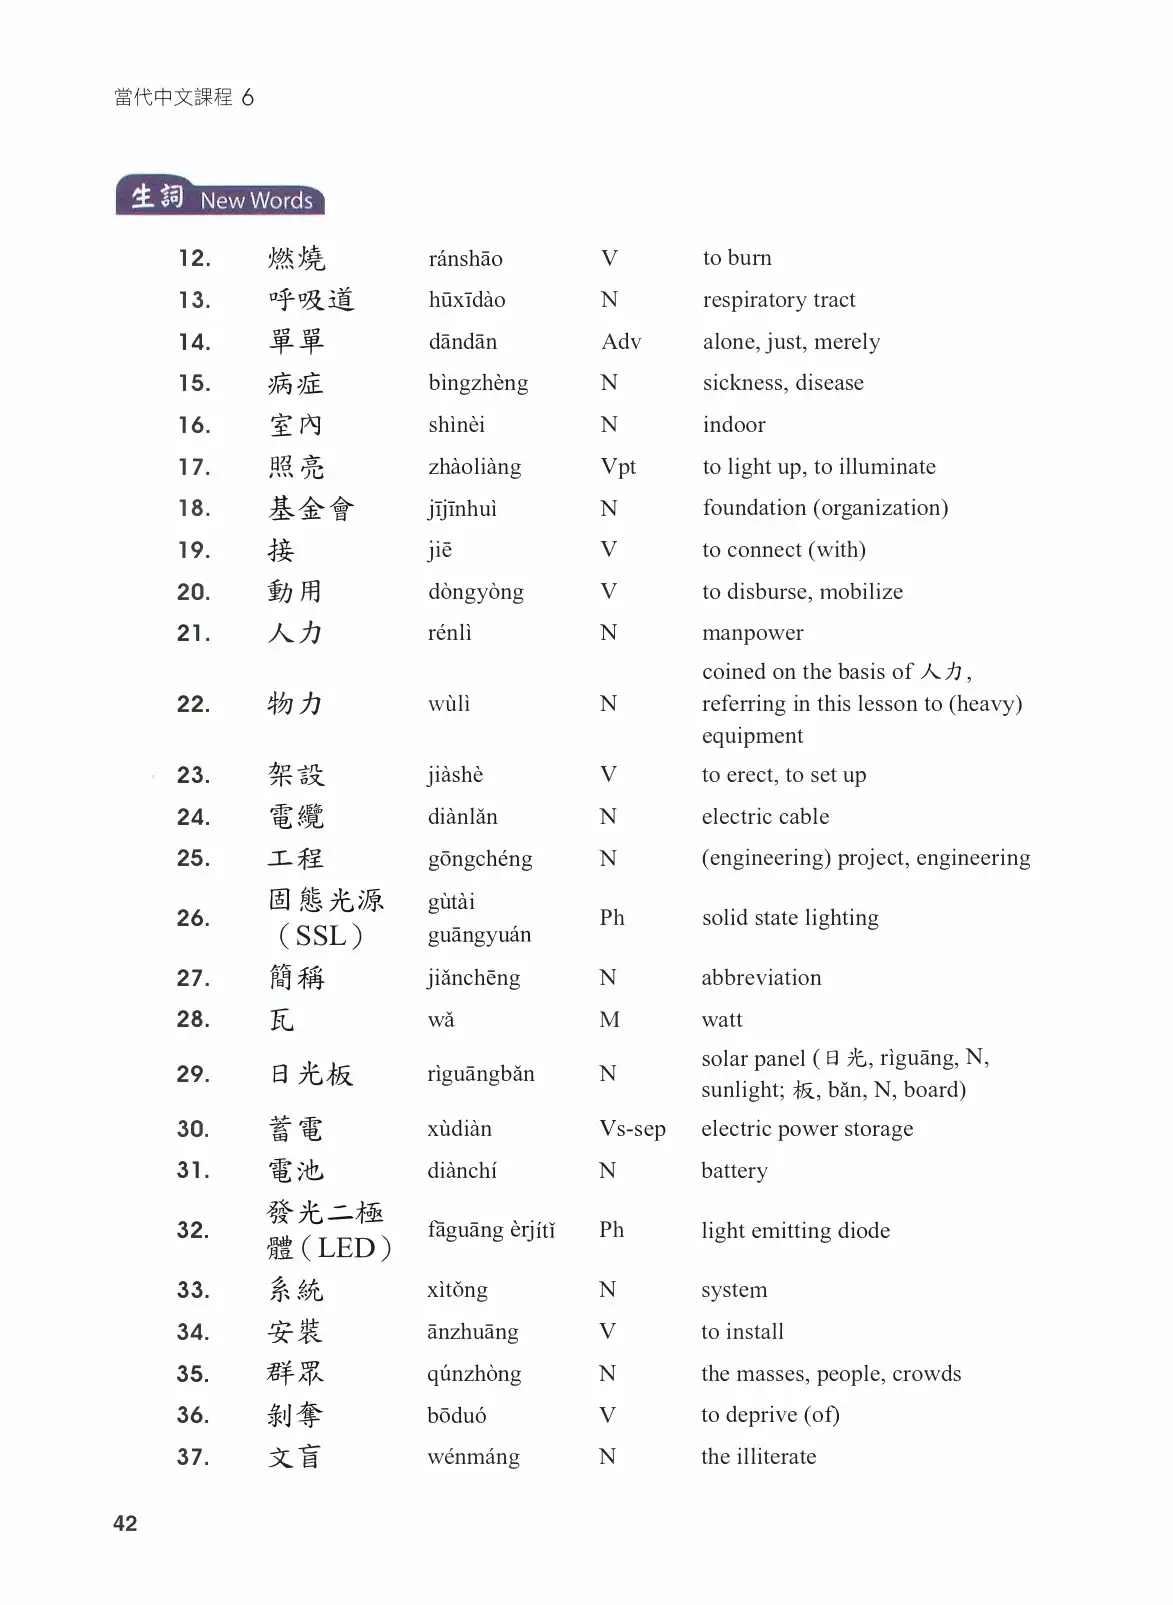 當代中文課程 6
生詞 New Words
12. 燃燒 ránshāo V to burn
13. 呼吸道 hūxīdào N respiratory tract
14. 單單 dāndān Adv alone, just, merely
15. 病症 bìngzhèng N sickness, disease
16. 室內 shìnèi N indoor
17. 照亮 zhàoliàng Vpt to light up, to illuminate
18. 基金會 jījīnhuì N foundation (organization)
19. 接 jiē V to connect (with)
20. 動用 dòngyòng V to disburse, mobilize
21. 人力 rénlì N manpower
22. 物力 wùlì N coined on the basis of 人力,
referring in this lesson to (heavy)
equipment
23. 架設 jiàshè V to erect, to set up
24. 電纜 diànlǎn N electric cable
25. 工程 gōngchéng N (engineering) project, engineering
26. 固態光源 gùtài Ph solid state lighting
（SSL） guāngyuán
27. 簡稱 jiǎnchēng N abbreviation
28. 瓦 wǎ M watt
29. 日光板 rìguāngbǎn N solar panel (日光, rìguāng, N,
sunlight; 板, bǎn, N, board)
30. 蓄電 xùdiàn Vs-sep electric power storage
31. 電池 diànchí N battery
32. 發光二極 fāguāng èrjítǐ Ph light emitting diode
體（LED）
33. 系統 xìtǒng N system
34. 安裝 ānzhuāng V to install
35. 群眾 qúnzhòng N the masses, people, crowds
36. 剝奪 bōduó V to deprive (of)
37. 文盲 wénmáng N the illiterate
42